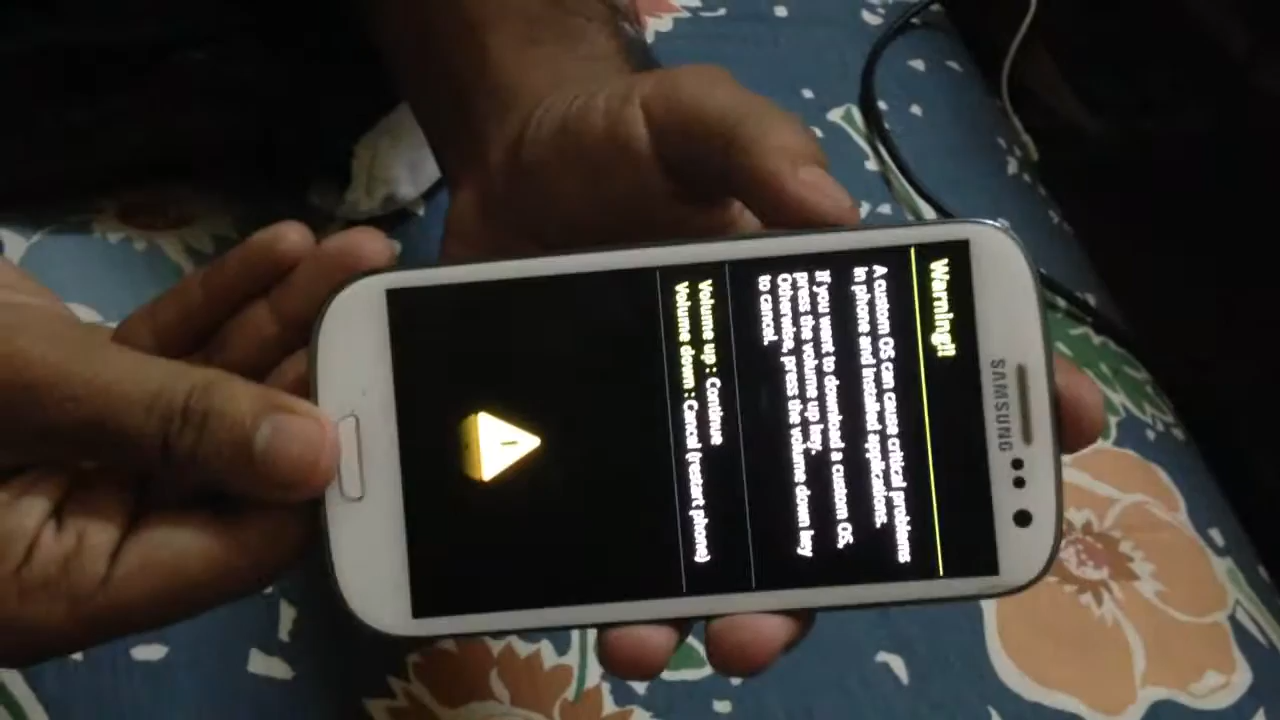 SAMSUNG
Warning!!
A custom OS can cause critical problems
in phone and installed applications.
If you want to download a custom OS,
press the volume up key.
Otherwise, press the volume down key
to cancel.
Volume up : Continue
Volume down : Cancel (restart phone)